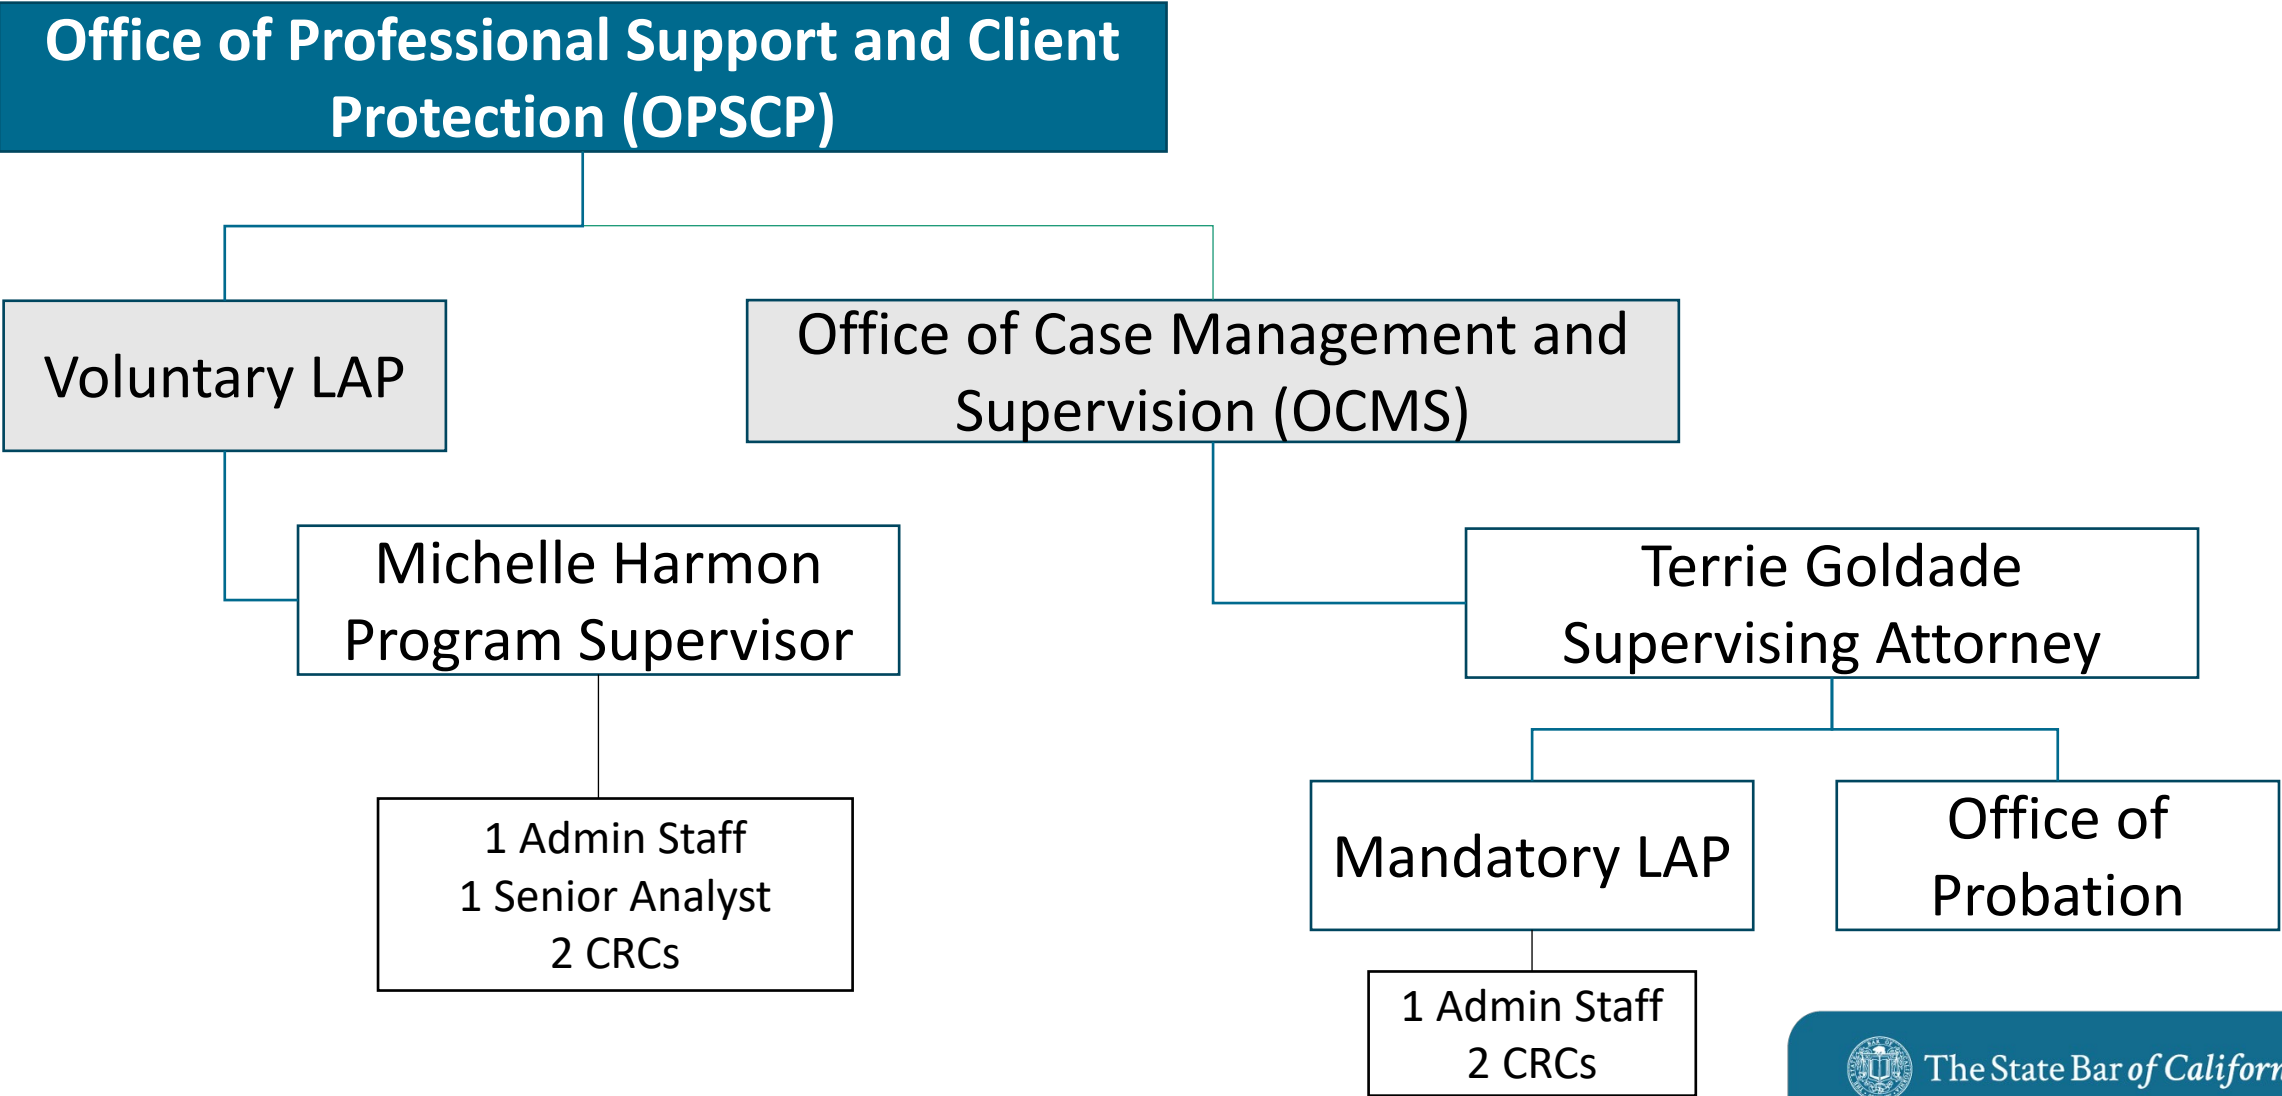 Office of Professional Support and Client
Protection (OPSCP)
Voluntary LAP
Office of Case Management and
Supervision (OCMS)
Michelle Harmon
Program Supervisor
Terrie Goldade
Supervising Attorney
1 Admin Staff
1 Senior Analyst
2 CRCs
Mandatory LAP
Office of
Probation
1 Admin Staff
2 CRCs
The State Bar of Californ